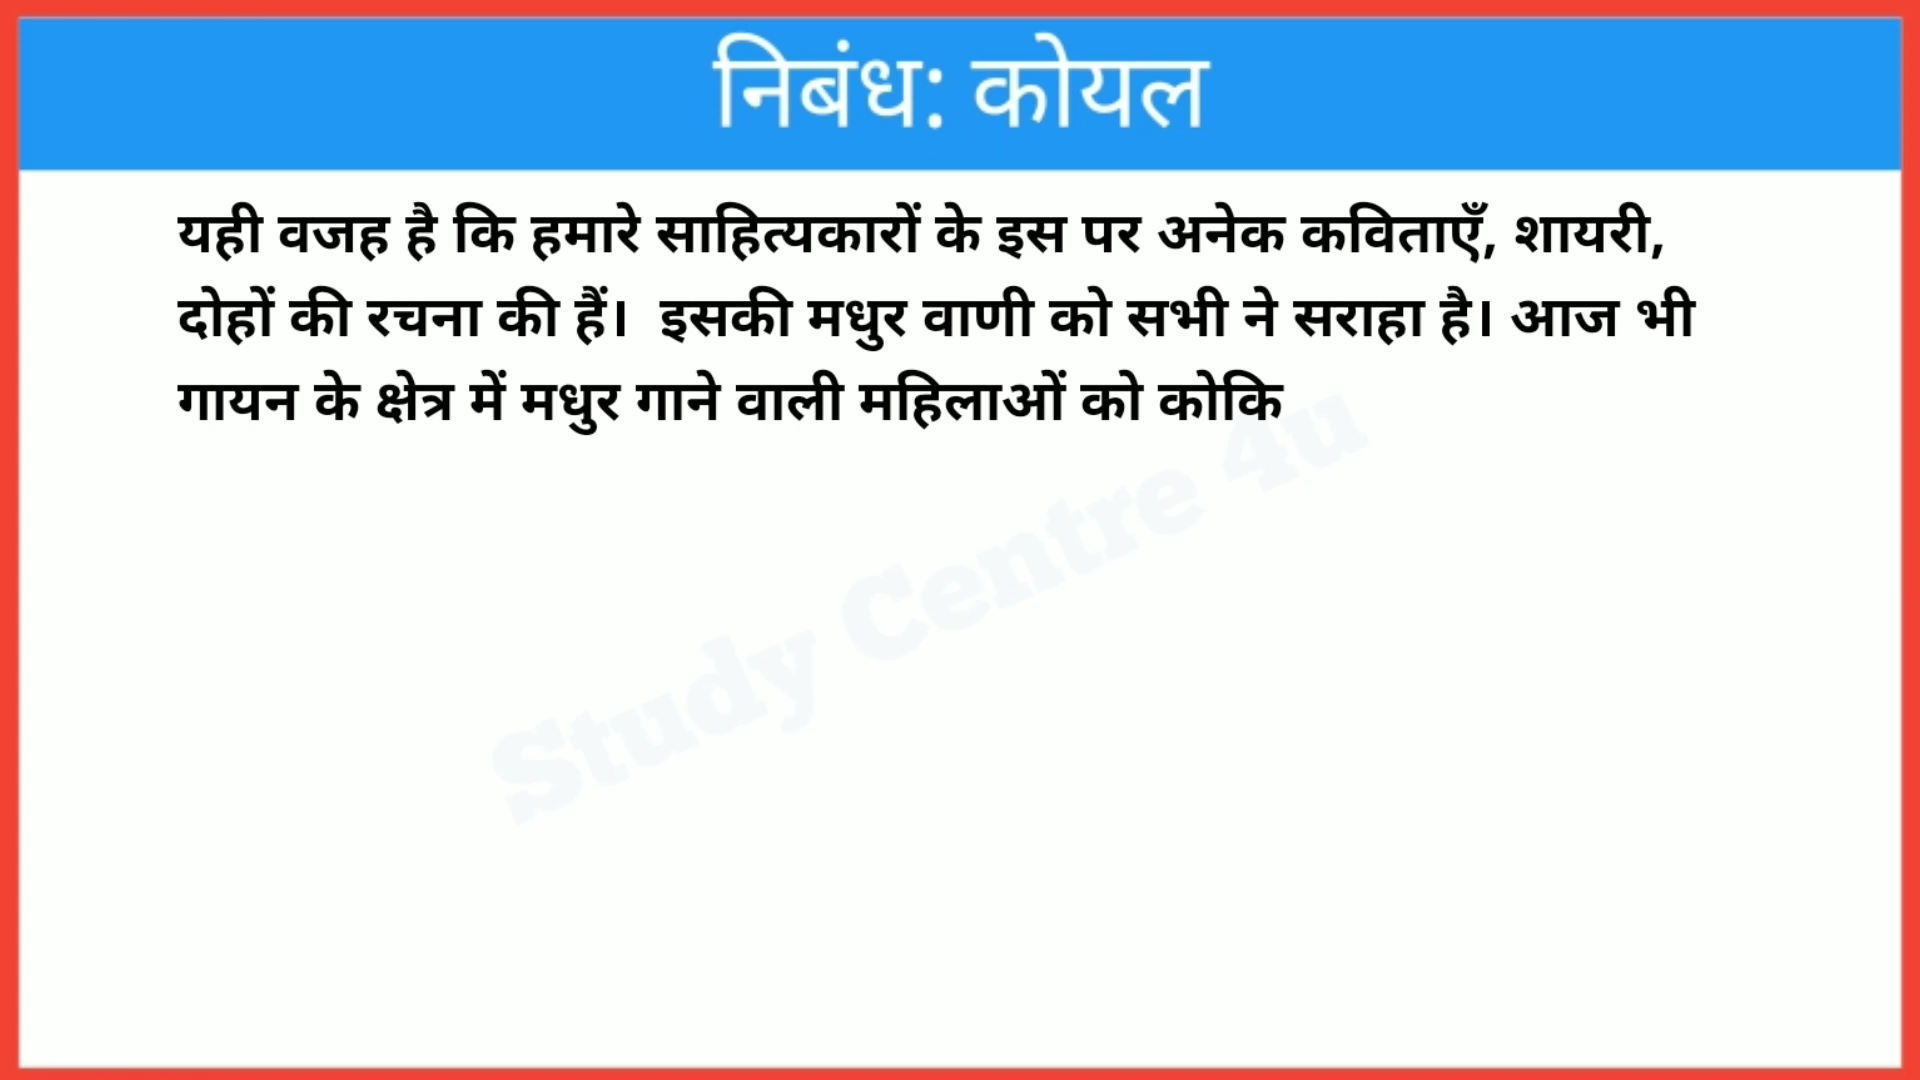 निबंध: कोयल
यही वजह है कि हमारे साहित्यकारों के इस पर अनेक कविताएँ, शायरी,
दोहों की रचना की हैं।  इसकी मधुर वाणी को सभी ने सराहा है। आज भी
गायन के क्षेत्र में मधुर गाने वाली महिलाओं को कोकि
Study Centre 4u